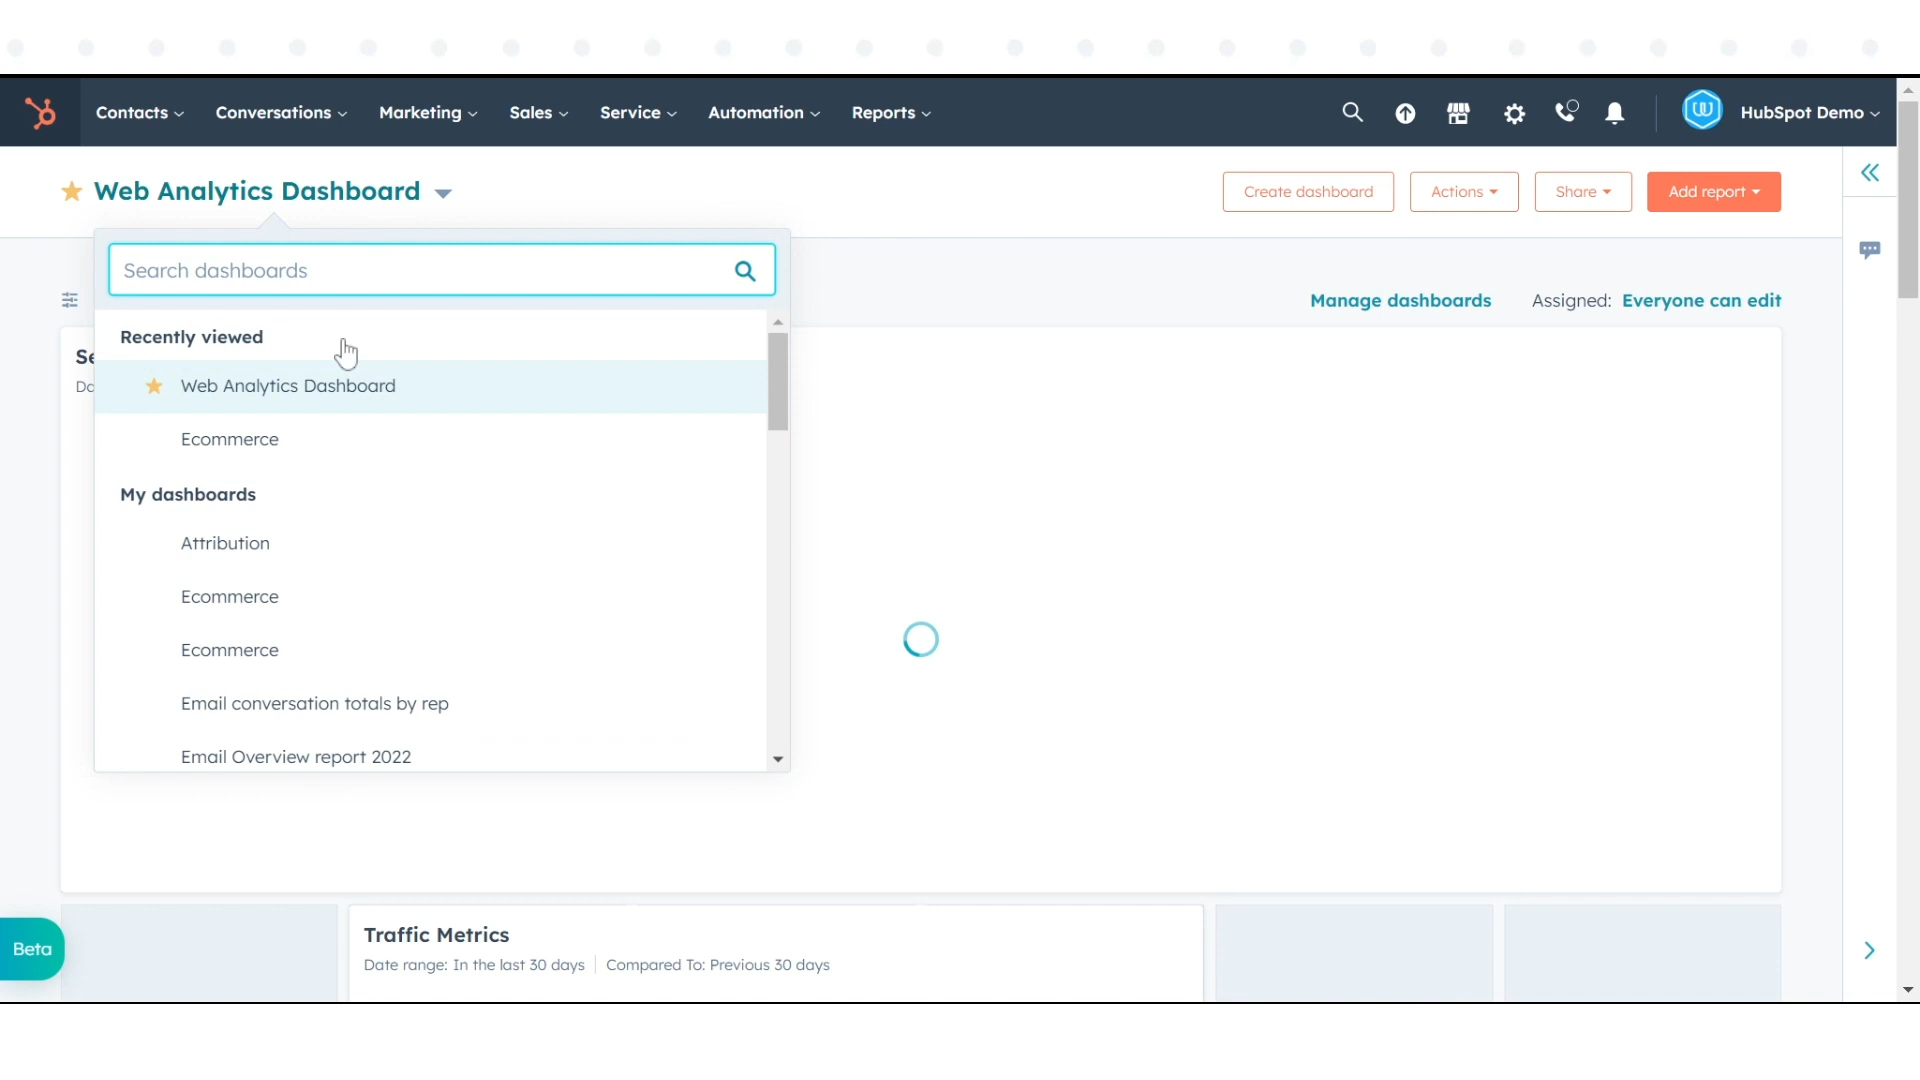 Contacts Conversations Marketing Sales Service Automation Reports HubSpot Demo
Web Analytics Dashboard
Create dashboard Actions Share Add report
Search dashboards
Manage dashboards Assigned: Everyone can edit
Recently viewed
Web Analytics Dashboard
Ecommerce
My dashboards
Attribution
Ecommerce
Ecommerce
Email conversation totals by rep
Email Overview report 2022
Se
Da
Beta
Traffic Metrics
Date range: In the last 30 days Compared To: Previous 30 days